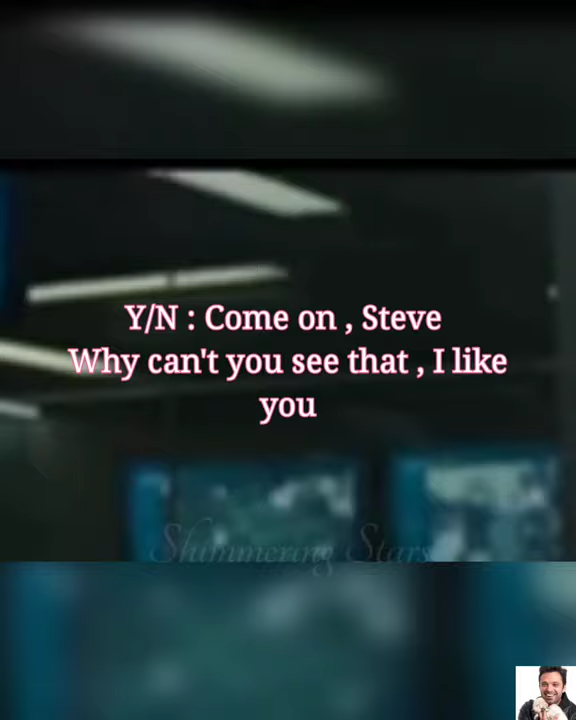 Y/N : Come on , Steve
Why can't you see that , I like
you
Shimmering Stars